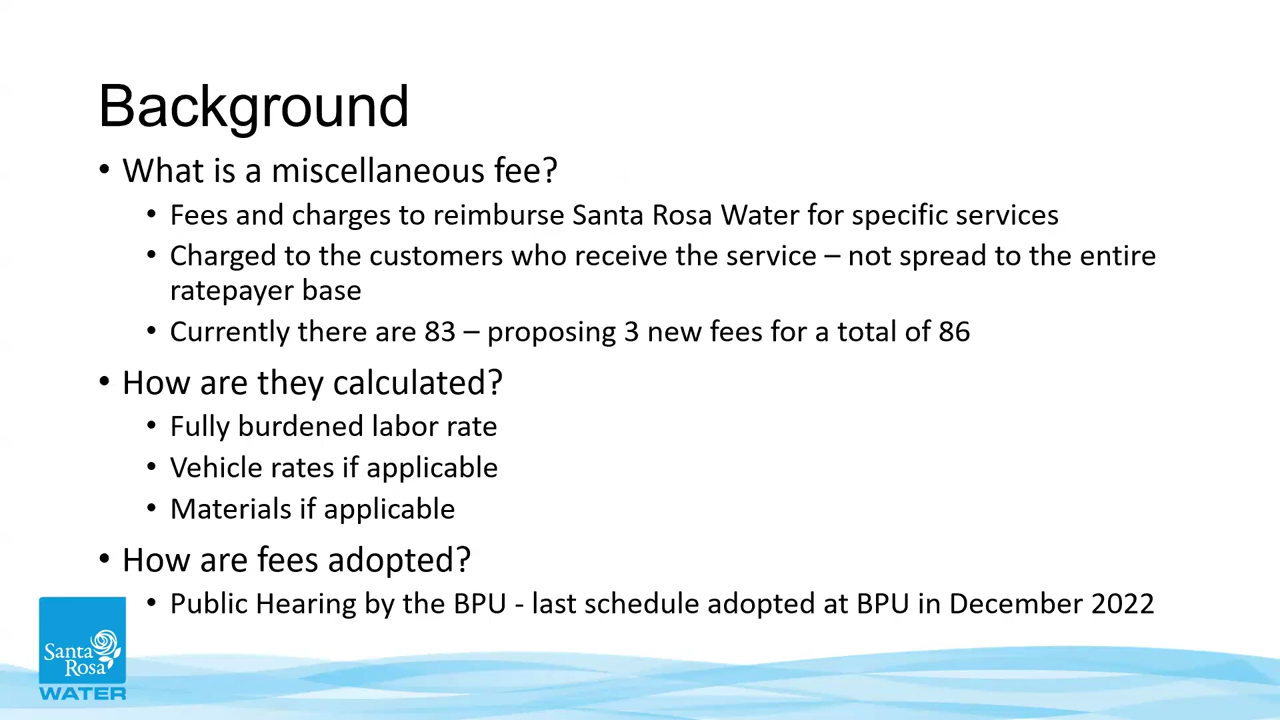 Background
• What is a miscellaneous fee?
• Fees and charges to reimburse Santa Rosa Water for specific services
• Charged to the customers who receive the service – not spread to the entire
ratepayer base
• Currently there are 83 – proposing 3 new fees for a total of 86
• How are they calculated?
• Fully burdened labor rate
• Vehicle rates if applicable
• Materials if applicable
• How are fees adopted?
• Public Hearing by the BPU - last schedule adopted at BPU in December 2022
Santa
Rosa
WATER